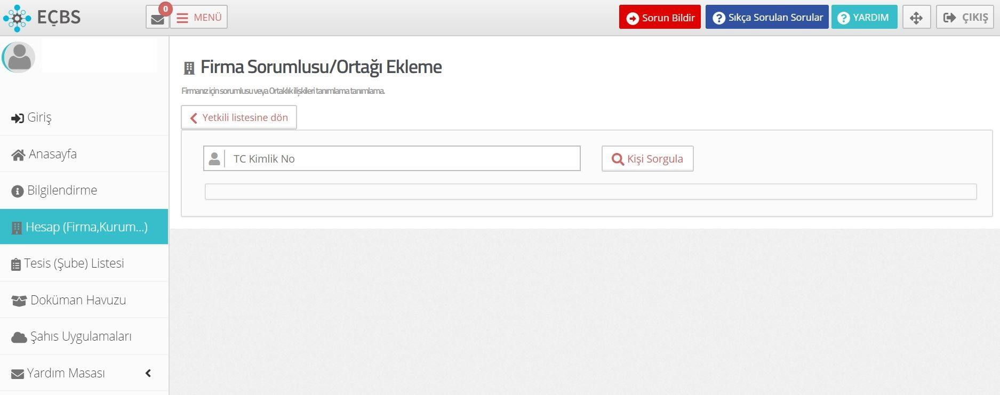 EÇBS
0
MENÜ
Sorun Bildir
Sıkça Sorulan Sorular
YARDIM
ÇIKIŞ
Firma Sorumlusu/Ortağı Ekleme
Firmanız için sorumlusu veya Ortaklık ilişkileri tanımlama tanımlama.
Yetkili listesine dön
TC Kimlik No
Kişi Sorgula
Giriş
Anasayfa
Bilgilendirme
Hesap (Firma,Kurum...)
Tesis (Şube) Listesi
Doküman Havuzu
Şahıs Uygulamaları
Yardım Masası